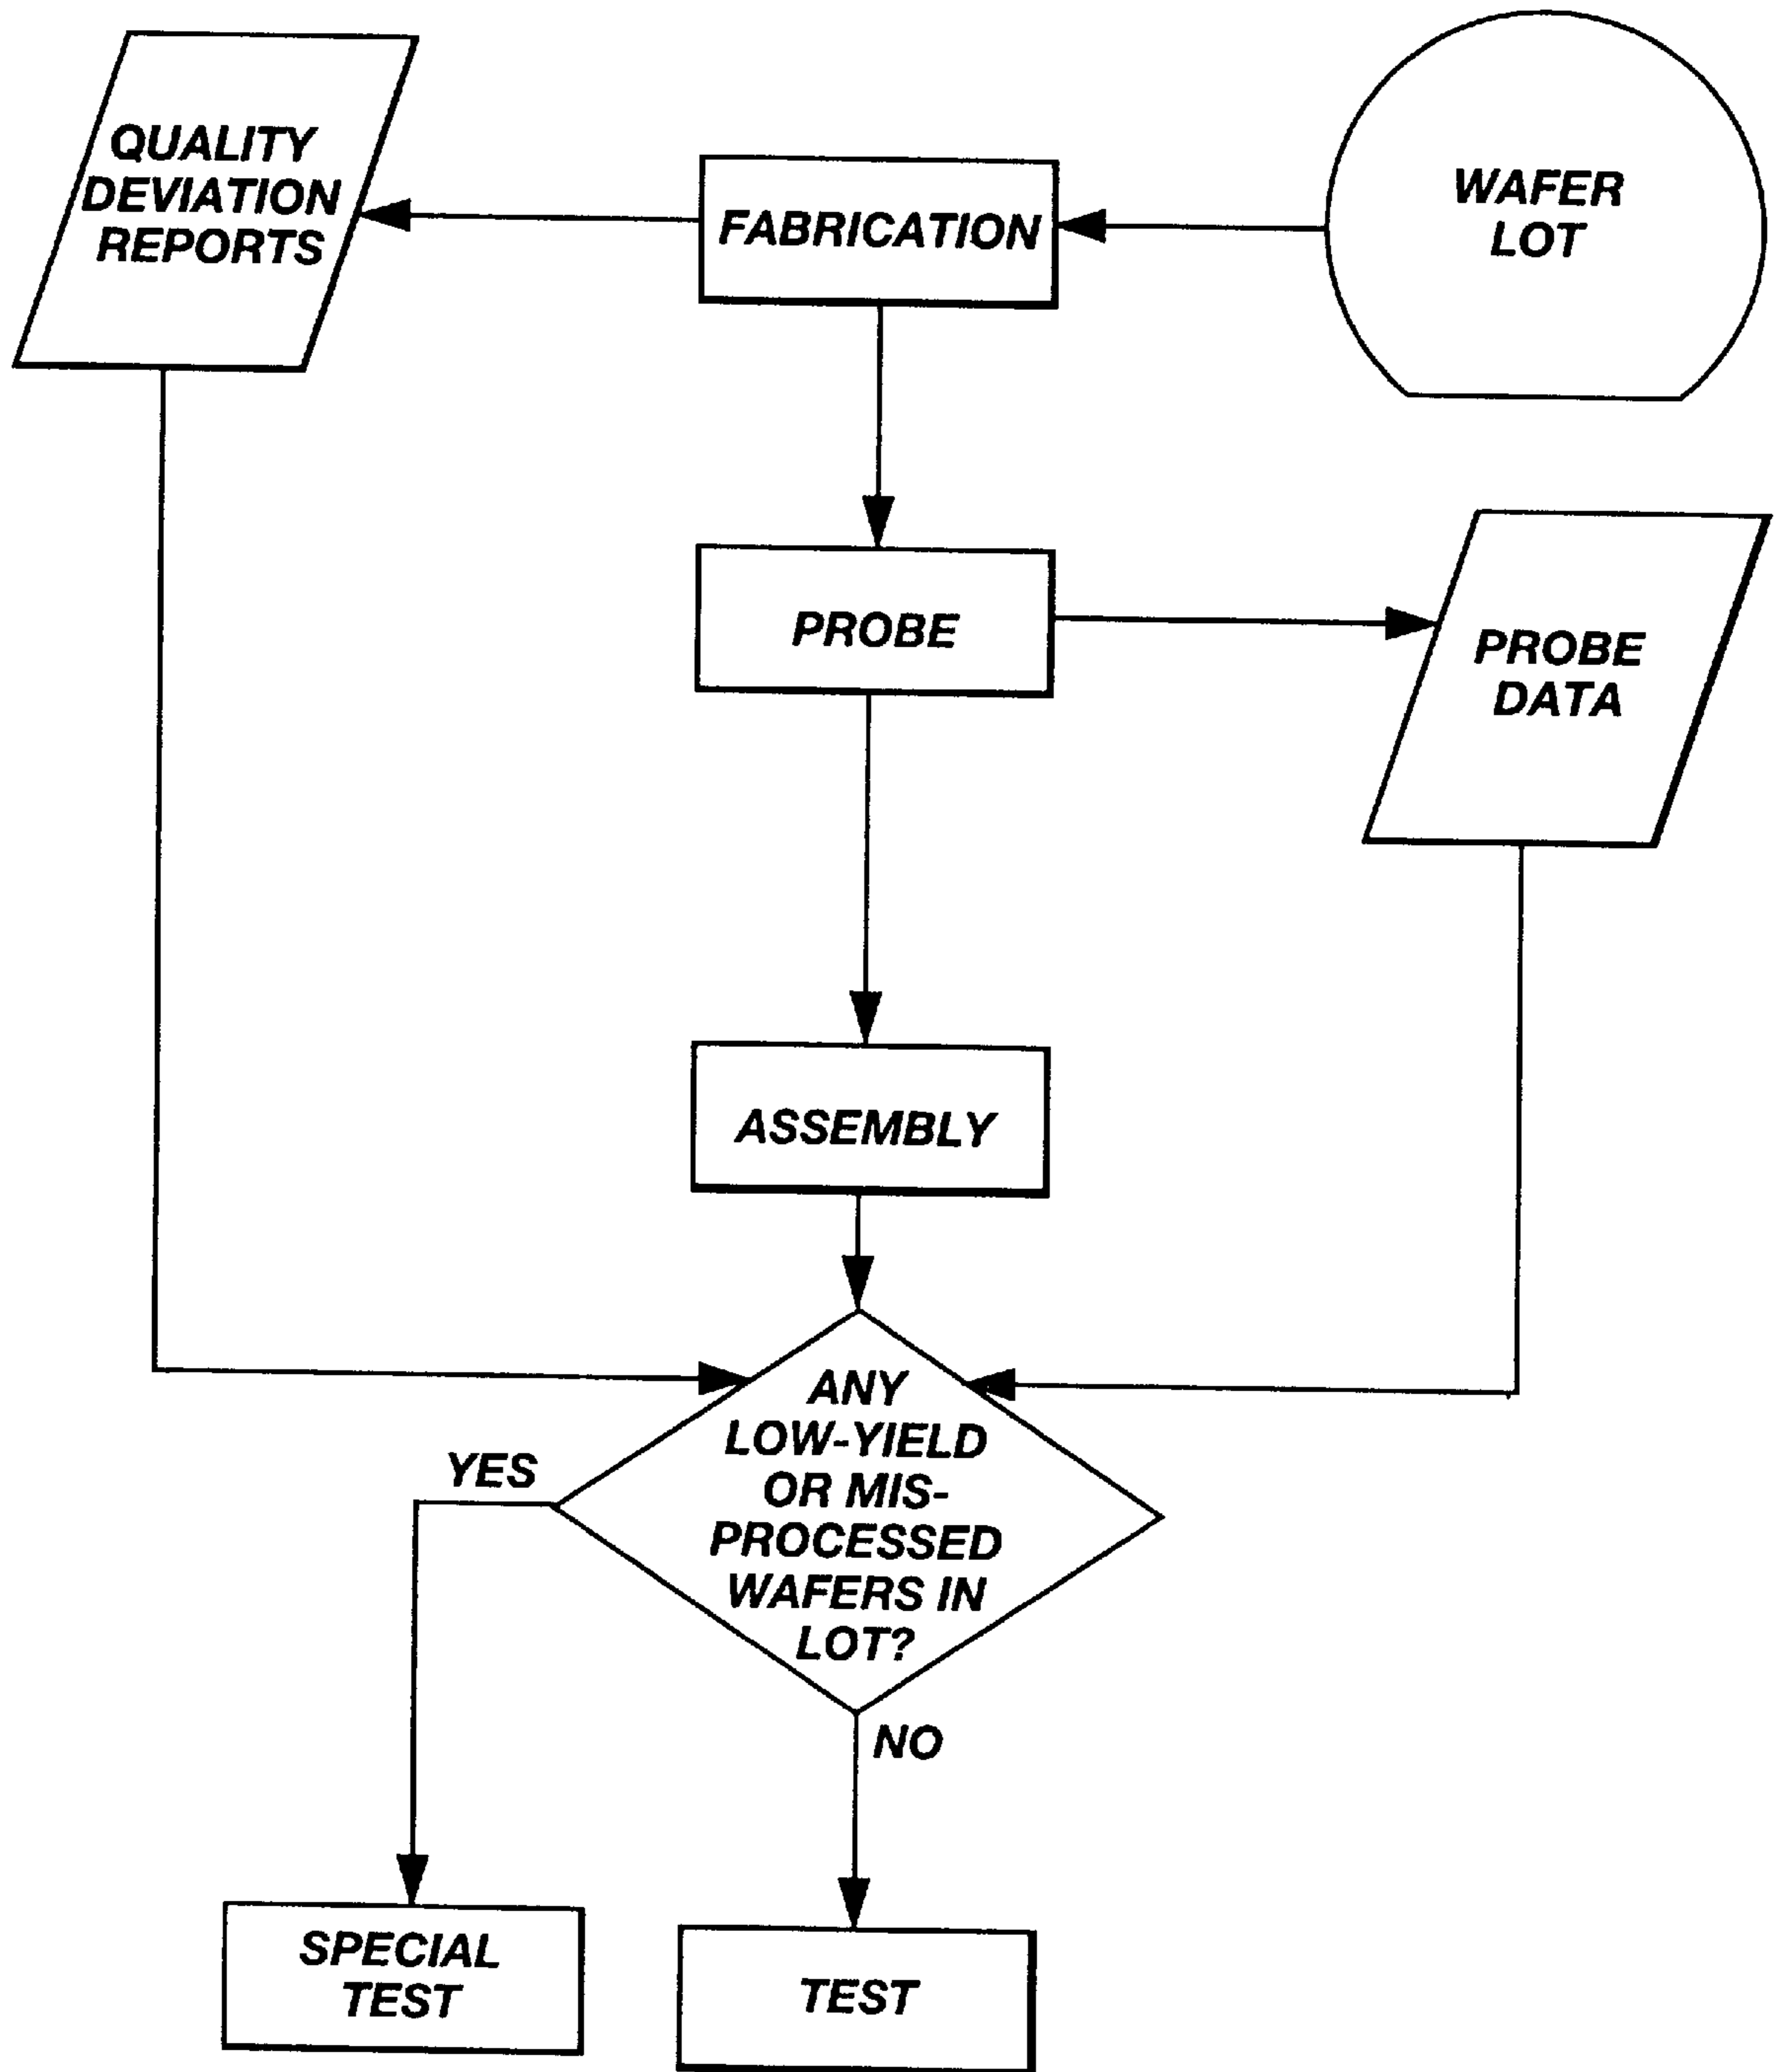 QUALITY
DEVIATION
REPORTS
FABRICATION
WAFER
LOT
PROBE
PROBE
DATA
ASSEMBLY
ANY
LOW-YIELD
OR MIS-
PROCESSED
WAFERS IN
LOT?
YES
NO
SPECIAL
TEST
TEST